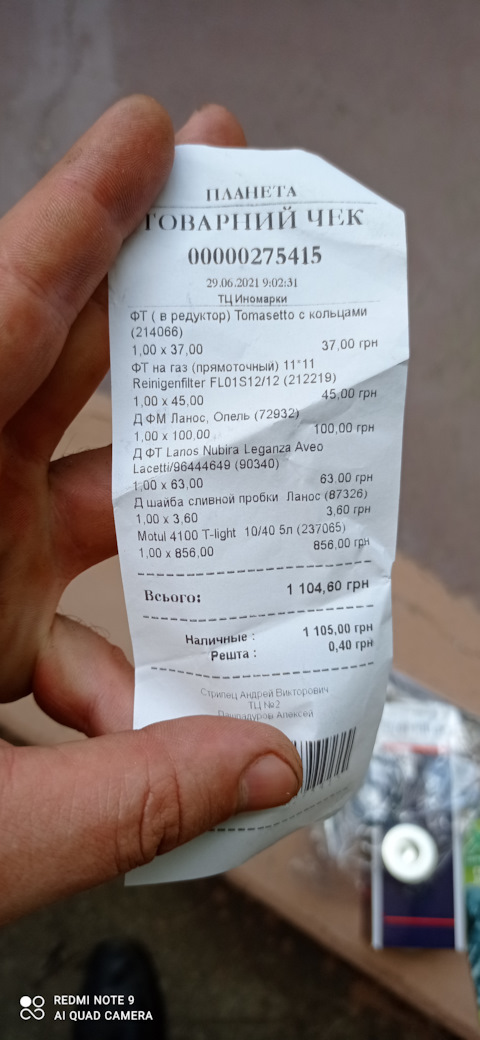 ПЛАНЕТА
ТОВАРНИЙ ЧЕК
00000275415
29.06.2021 9:02:31
ТЦ Иномарки
ФТ ( в редуктор) Tomasetto с кольцами
(214066)
1,00 x 37,00 37,00 грн
ФТ на газ (прямоточный) 11*11
Reinigenfilter FL01S12/12 (212219)
1,00 x 45,00 45,00 грн
Д ФМ Ланос, Опель (72932)
1,00 x 100,00 100,00 грн
Д ФТ Lanos Nubira Leganza Aveo
Lacetti/96444649 (90340)
1,00 x 63,00 63,00 грн
Д шайба сливной пробки Ланос (87326)
1,00 x 3,60 3,60 грн
Motul 4100 T-light 10/40 5л (237065)
1,00 x 856,00 856,00 грн
Всього: 1 104,60 грн
Наличные : 1 105,00 грн
Решта : 0,40 грн
Стрипец Андрей Викторович
ТЦ №2
Алексей
REDMI NOTE 9
AI QUAD CAMERA